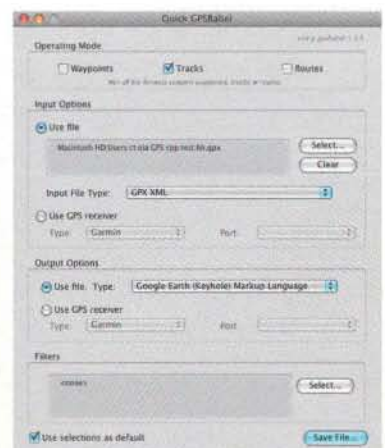 Quick GPSBabel
Operating Mode
Waypoints Tracks Routes
Input Options
Use file
Select...
Clear
Input File Type: GPX XML
Use GPS receiver
Type: Garmin Port:
Output Options
Use file. Type: Google Earth (Keyhole) Markup Language
Use GPS receiver
Type: Garmin Port:
Filters
<none>
Select...
Use selections as default
Save File...